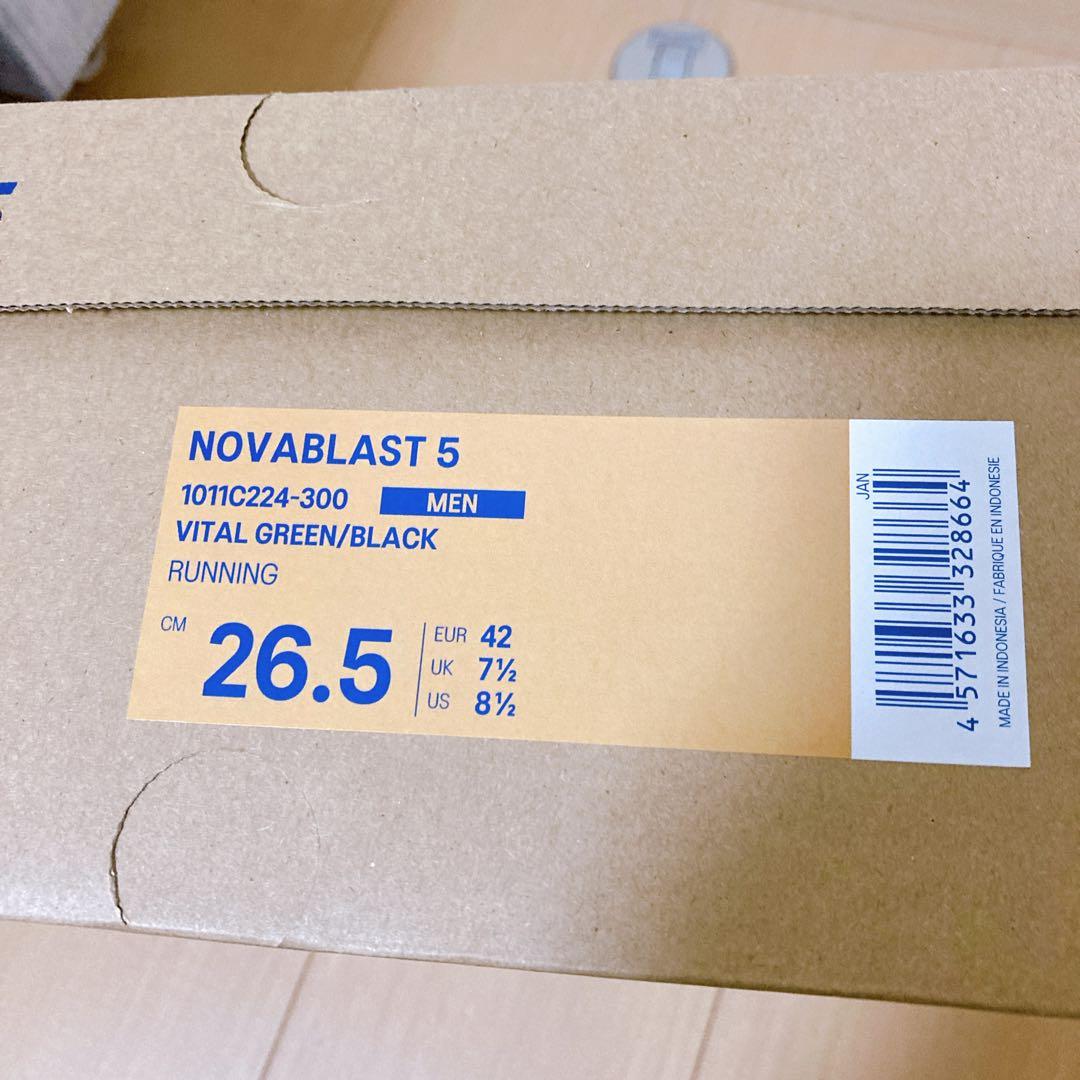 NOVABLAST 5
1011C224-300 MEN
VITAL GREEN/BLACK
RUNNING
CM 26.5
EUR 42
UK 7½
US 8½
JAN
4 571633 328664
MADE IN INDONESIA / FABRIQUE EN INDONESIE